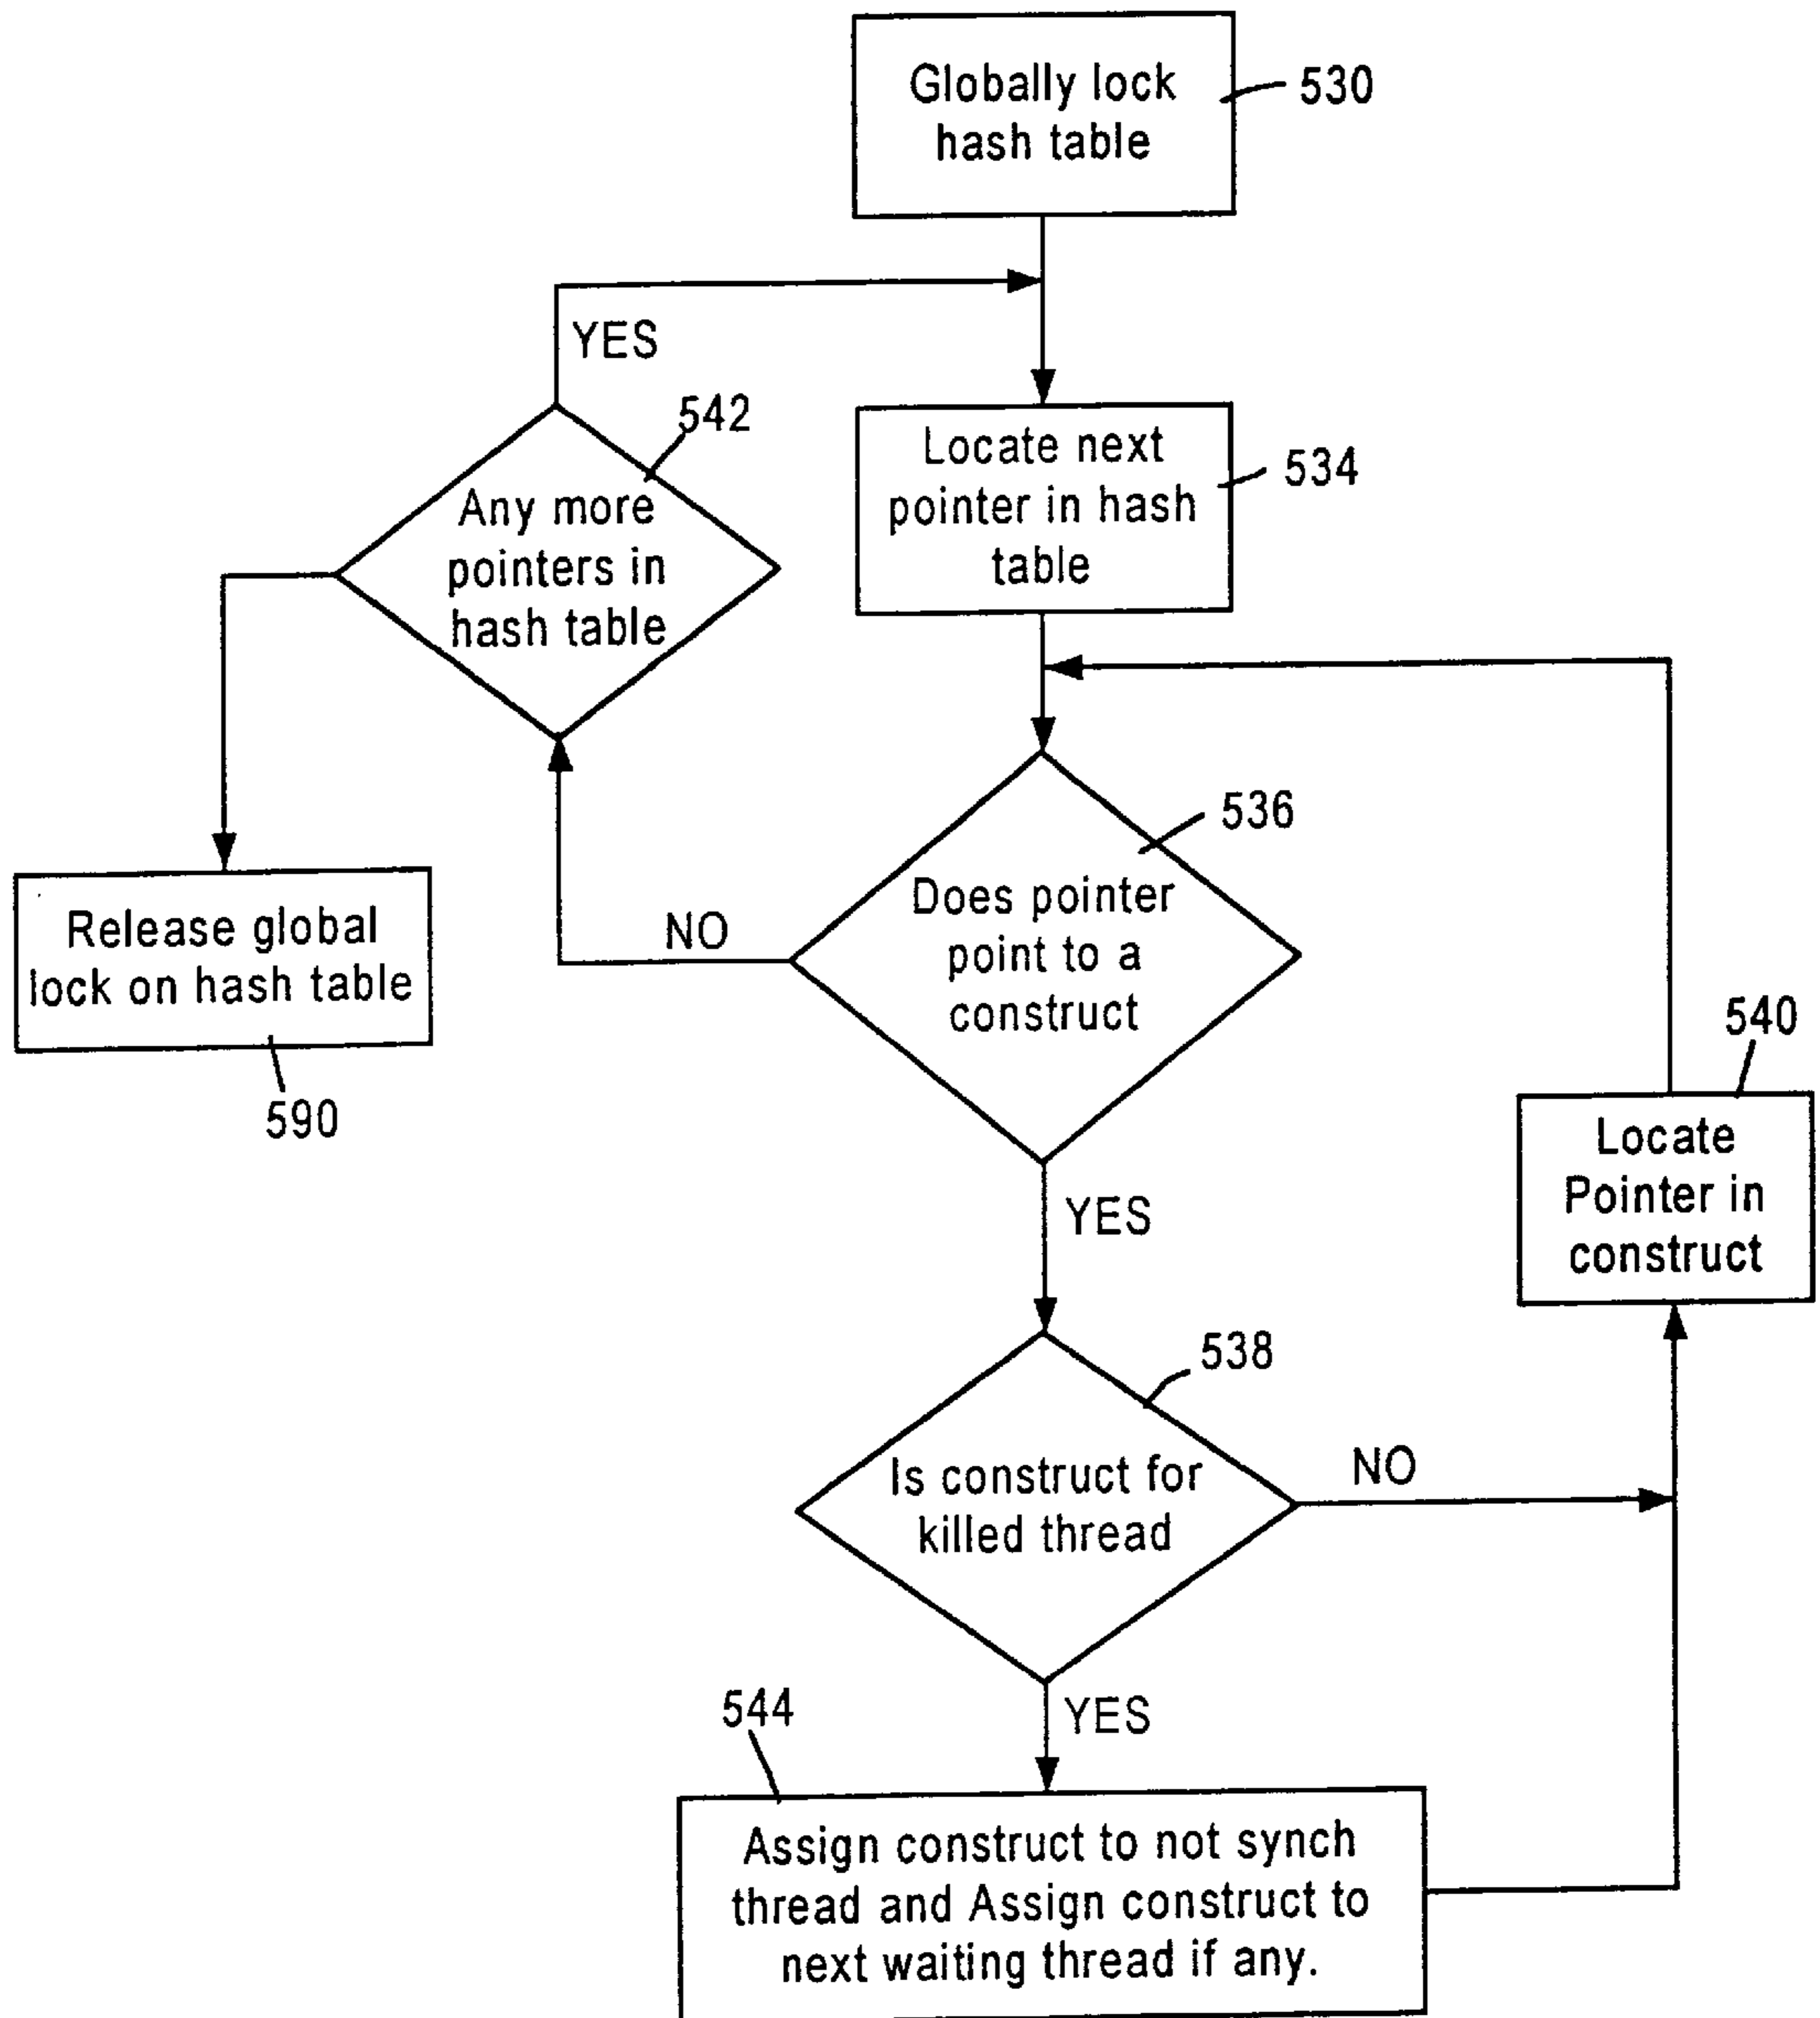 Globally lock
hash table
530
YES
542
Any more
pointers in
hash table
Locate next
pointer in hash
table
534
536
Does pointer
point to a
construct
NO
Release global
lock on hash table
590
540
Locate
Pointer in
construct
YES
538
Is construct for
killed thread
NO
544
YES
Assign construct to not synch
thread and Assign construct to
next waiting thread if any.